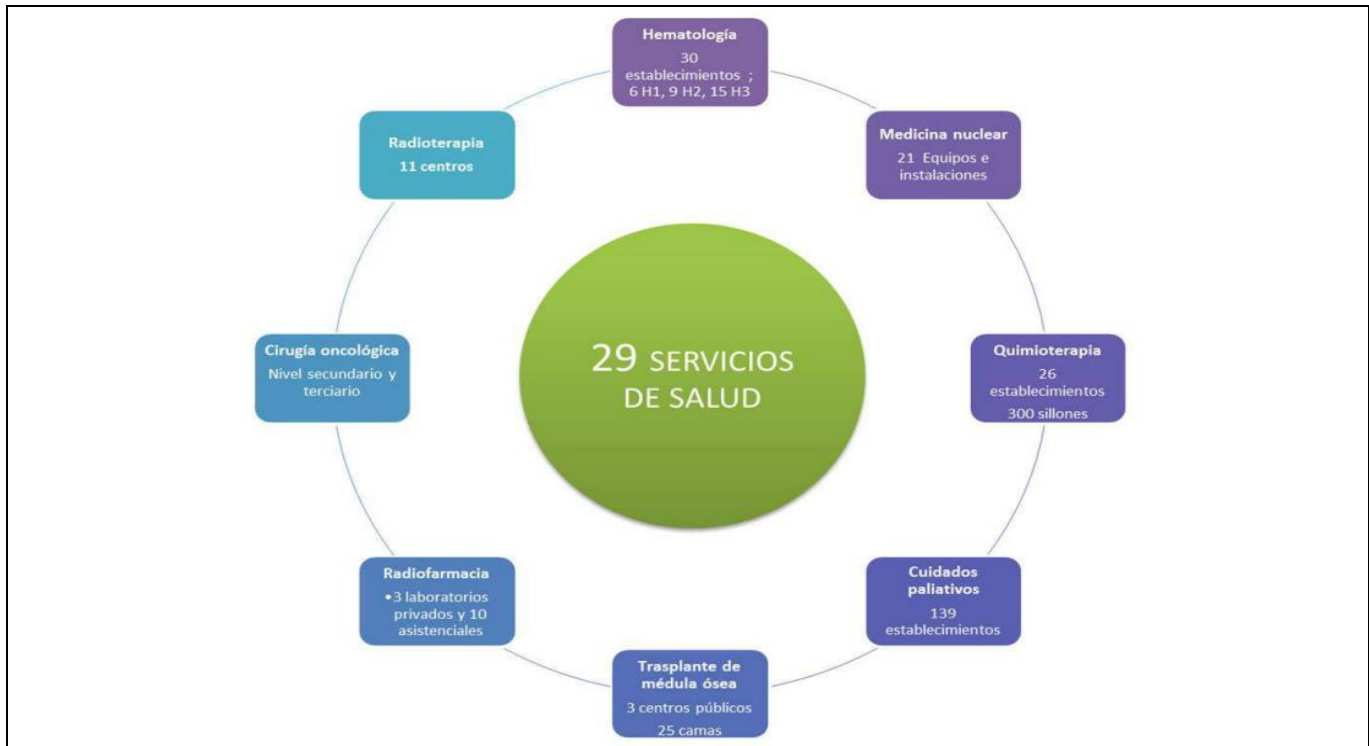 Hematología
30
establecimientos ;
6 H1, 9 H2, 15 H3
Medicina nuclear
21 Equipos e
instalaciones
Quimioterapia
26
establecimientos
300 sillones
Cuidados
paliativos
139
establecimientos
Trasplante de
médula ósea
3 centros públicos
25 camas
Radiofarmacia
•3 laboratorios
privados y 10
asistenciales
Cirugía oncológica
Nivel secundario y
terciario
Radioterapia
11 centros
29 SERVICIOS
DE SALUD